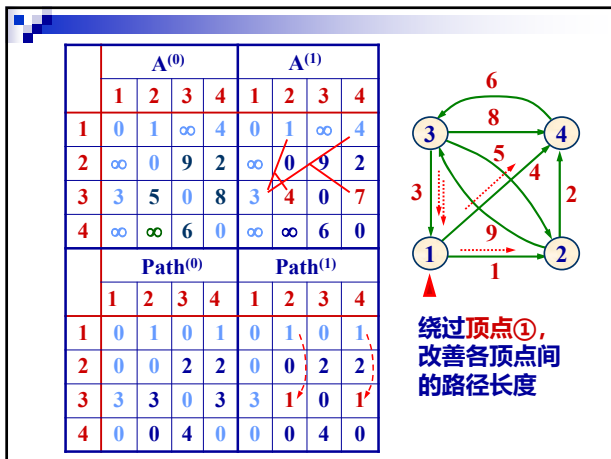 A(0) A(1)
1 2 3 4 1 2 3 4
1 0 1 ∞ 4 0 1 ∞ 4
2 ∞ 0 9 2 ∞ 0 9 2
3 3 5 0 8 3 4 0 7
4 ∞ ∞ 6 0 ∞ ∞ 6 0
Path(0) Path(1)
1 2 3 4 1 2 3 4
1 0 1 0 1 0 1 0 1
2 0 0 2 2 0 0 2 2
3 3 3 0 3 3 1 0 1
4 0 0 4 0 0 0 4 0
6
3 8 4
5
3 4 2
9
1 1 2
绕过顶点①,
改善各顶点间
的路径长度